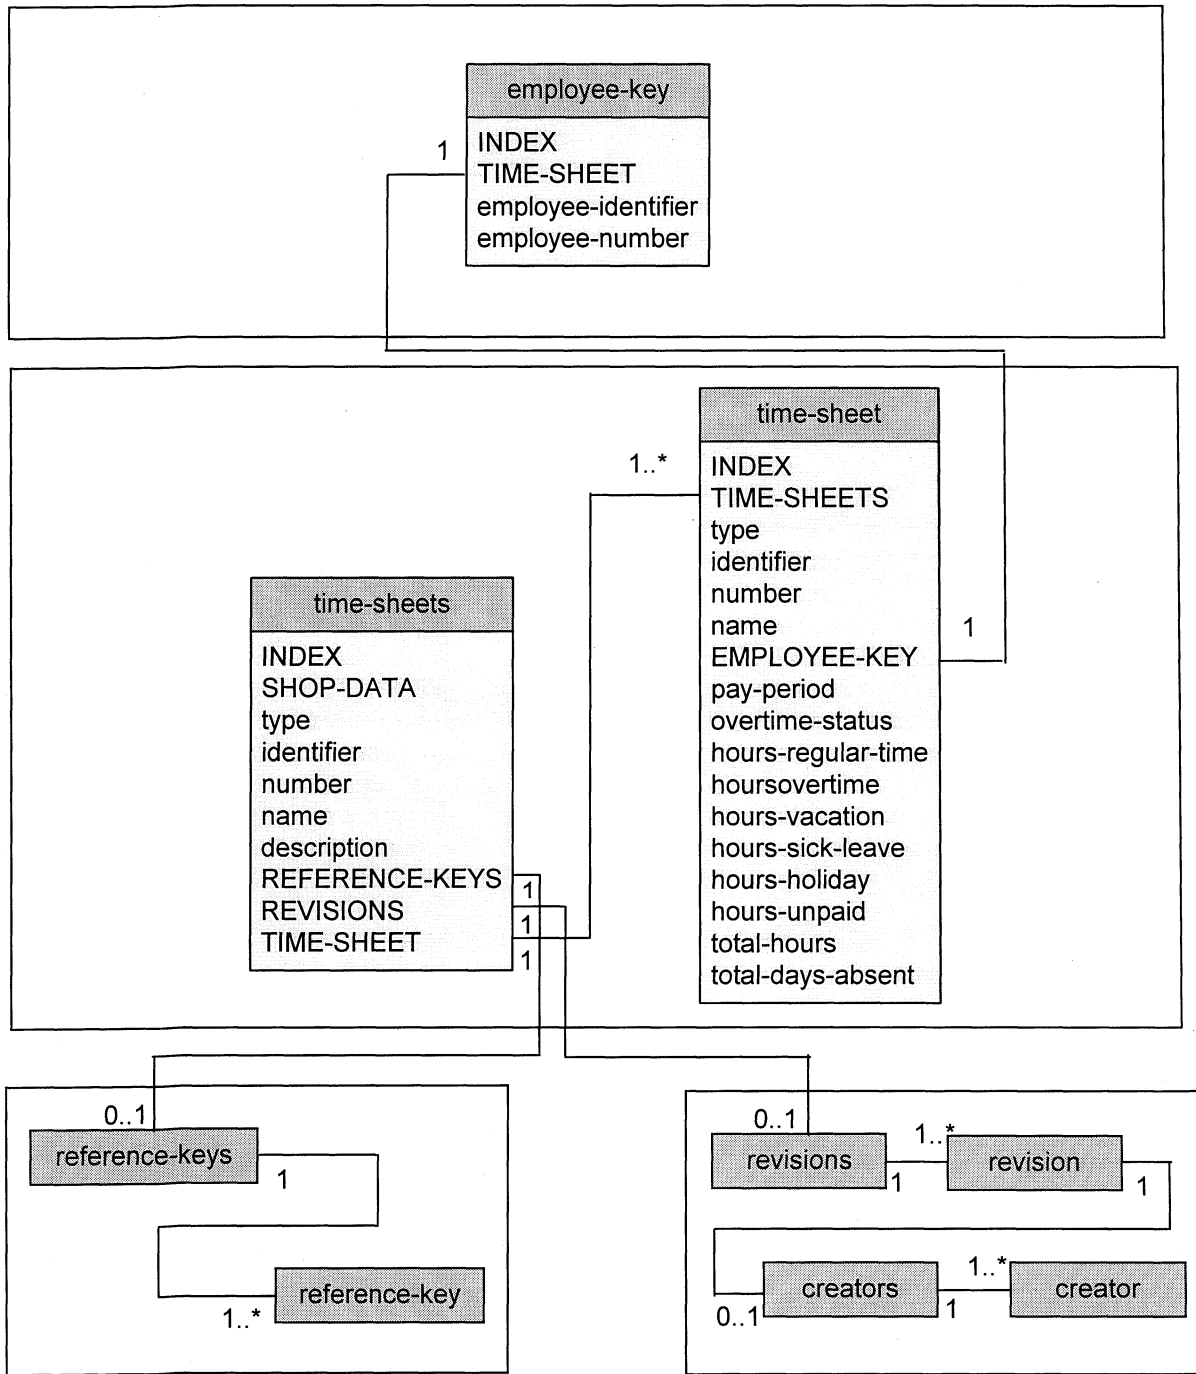 employee-key
INDEX
TIME-SHEET
employee-identifier
employee-number
1
time-sheet
INDEX
TIME-SHEETS
type
identifier
number
name
EMPLOYEE-KEY
pay-period
overtime-status
hours-regular-time
hoursovertime
hours-vacation
hours-sick-leave
hours-holiday
hours-unpaid
total-hours
total-days-absent
1..*
1
time-sheets
INDEX
SHOP-DATA
type
identifier
number
name
description
REFERENCE-KEYS
REVISIONS
TIME-SHEET
1
1
1
0..1
reference-keys
1
reference-key
1..*
0..1
revisions
1
1..*
revision
1
creators
0..1
1
1..*
creator